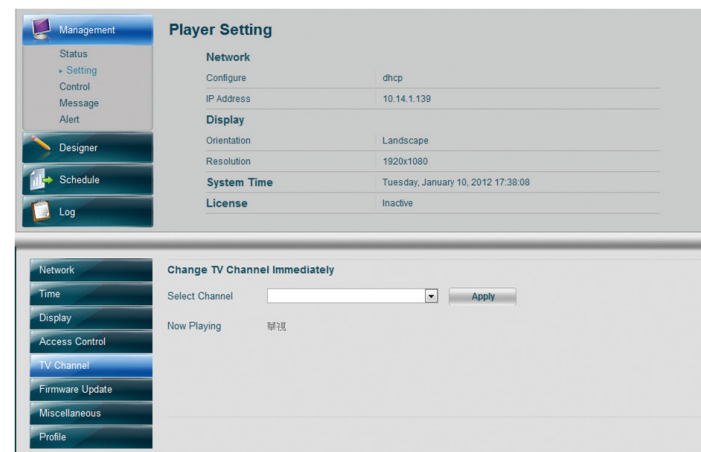 Management
Status
Setting
Control
Message
Alert
Designer
Schedule
Log
Player Setting
Network
Configure dhcp
IP Address 10.14.1.139
Display
Orientation Landscape
Resolution 1920x1080
System Time Tuesday, January 10, 2012 17:38:08
License Inactive
Network
Time
Display
Access Control
TV Channel
Firmware Update
Miscellaneous
Profile
Change TV Channel Immediately
Select Channel Apply
Now Playing 華視